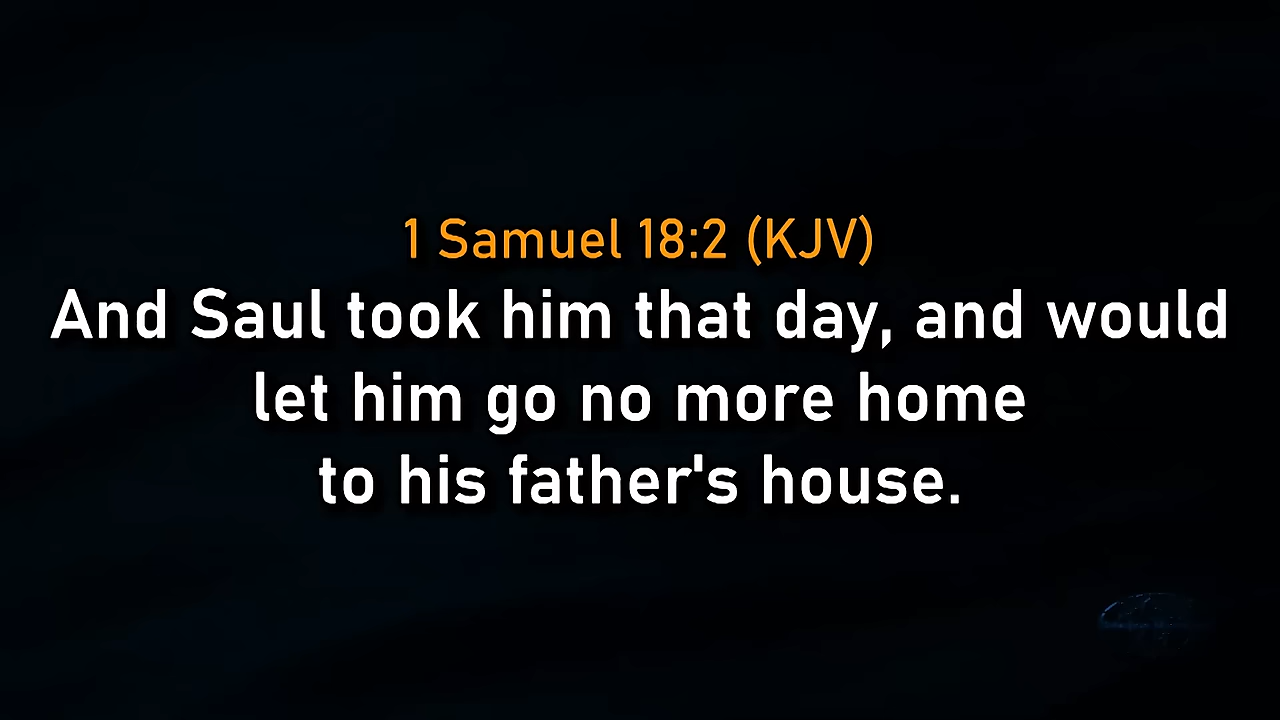 1 Samuel 18:2 (KJV)
And Saul took him that day, and would
let him go no more home
to his father's house.